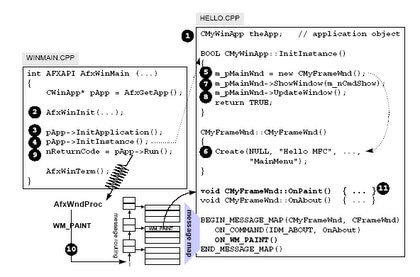 HELLO.CPP
1 CMyWinApp theApp; // application object
BOOL CMyWinApp::InitInstance()
{
5 m_pMainWnd = new CMyFrameWnd();
7 m_pMainWnd->ShowWindow(m_nCmdShow);
8 m_pMainWnd->UpdateWindow();
return TRUE;
}
CMyFrameWnd::CMyFrameWnd()
{
6 Create(NULL, "Hello MFC", ...,
"MainMenu");
}
void CMyFrameWnd::OnPaint() { ... } 11
void CMyFrameWnd::OnAbout() { ... }
BEGIN_MESSAGE_MAP(CMyFrameWnd, CFrameWnd)
ON_COMMAND(IDM_ABOUT, OnAbout)
ON_WM_PAINT()
END_MESSAGE_MAP()
WINMAIN.CPP
int AFXAPI AfxWinMain (...)
{
CWinApp* pApp = AfxGetApp();
2 AfxWinInit(...);
3 pApp->InitApplication();
4 pApp->InitInstance();
9 nReturnCode = pApp->Run();
AfxWinTerm();
}
AfxWndProc
WM_PAINT
10
message routing
WM_PAINT
message map